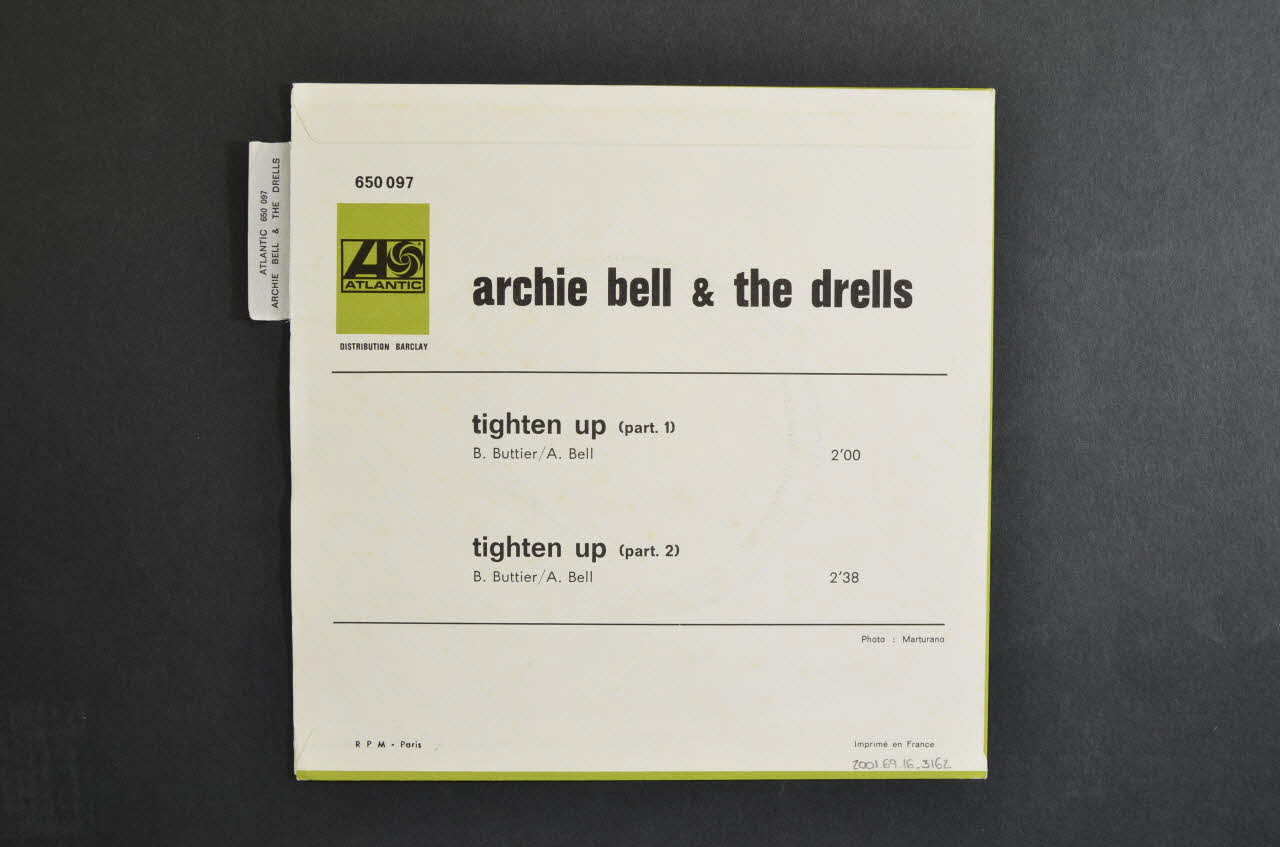 ATLANTIC 650 097
ARCHIE BELL & THE DRELLS
650 097
ATLANTIC
DISTRIBUTION BARCLAY
archie bell & the drells
tighten up (part. 1)
B. Buttier/A. Bell 2'00
tighten up (part. 2)
B. Buttier/A. Bell 2'38
Photo : Marturano
R P M - Paris
Imprimé en France
2001.69.16.3162